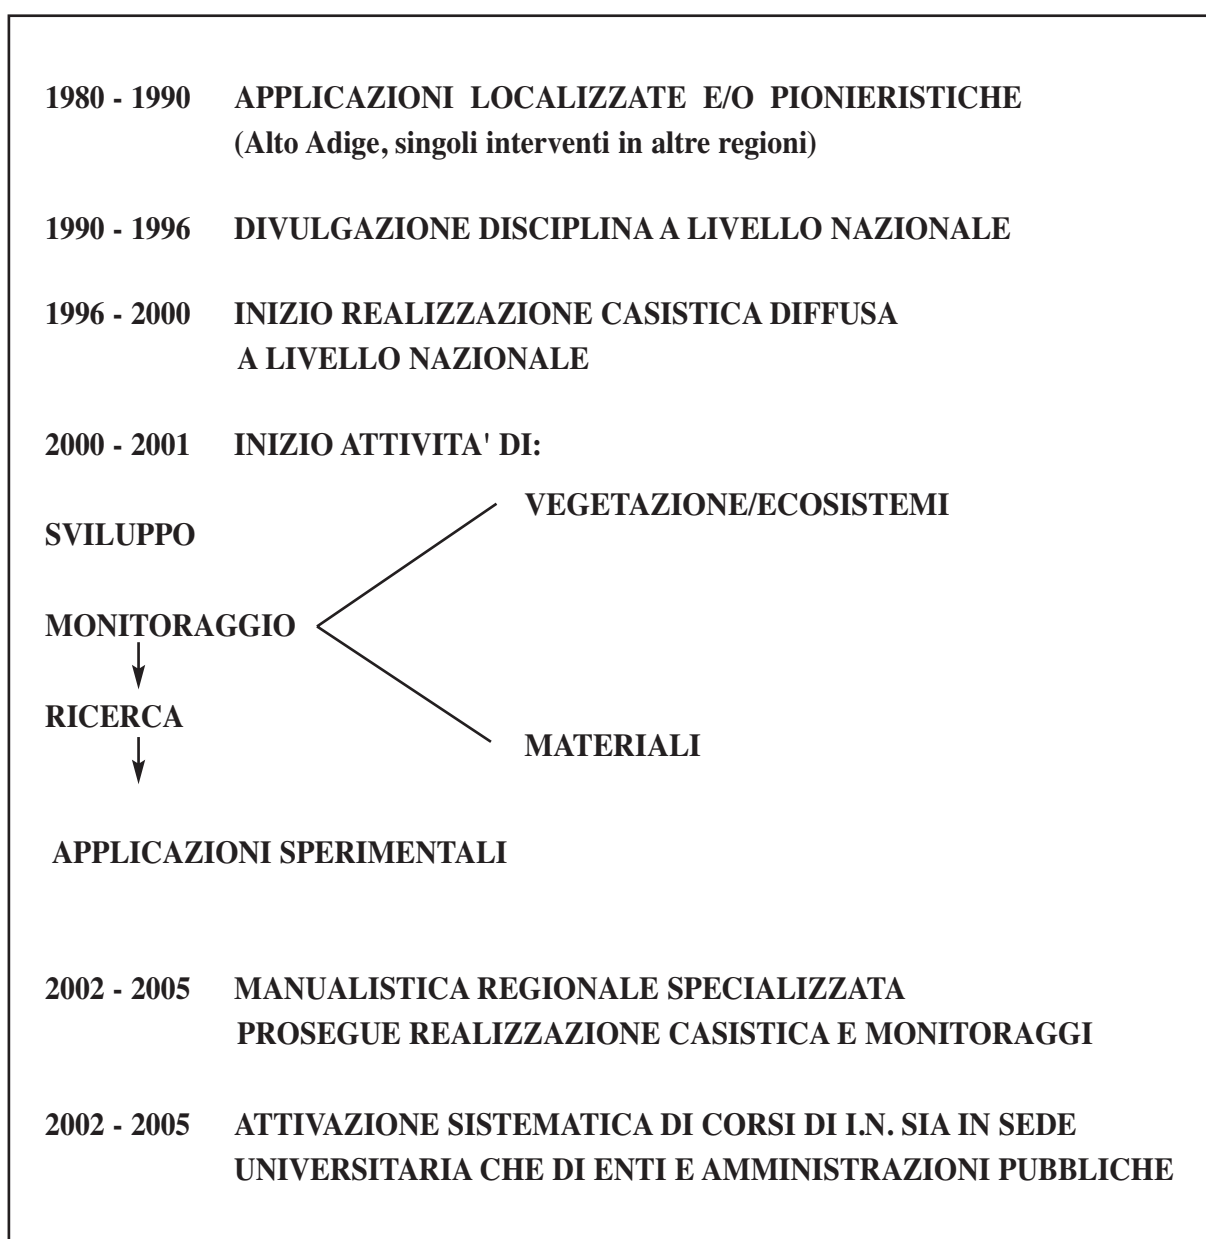 1980 - 1990 APPLICAZIONI LOCALIZZATE E/O PIONIERISTICHE
(Alto Adige, singoli interventi in altre regioni)
1990 - 1996 DIVULGAZIONE DISCIPLINA A LIVELLO NAZIONALE
1996 - 2000 INIZIO REALIZZAZIONE CASISTICA DIFFUSA
A LIVELLO NAZIONALE
2000 - 2001 INIZIO ATTIVITA' DI:
VEGETAZIONE/ECOSISTEMI
SVILUPPO
MONITORAGGIO
RICERCA
MATERIALI
APPLICAZIONI SPERIMENTALI
2002 - 2005 MANUALISTICA REGIONALE SPECIALIZZATA
PROSEGUE REALIZZAZIONE CASISTICA E MONITORAGGI
2002 - 2005 ATTIVAZIONE SISTEMATICA DI CORSI DI I.N. SIA IN SEDE
UNIVERSITARIA CHE DI ENTI E AMMINISTRAZIONI PUBBLICHE